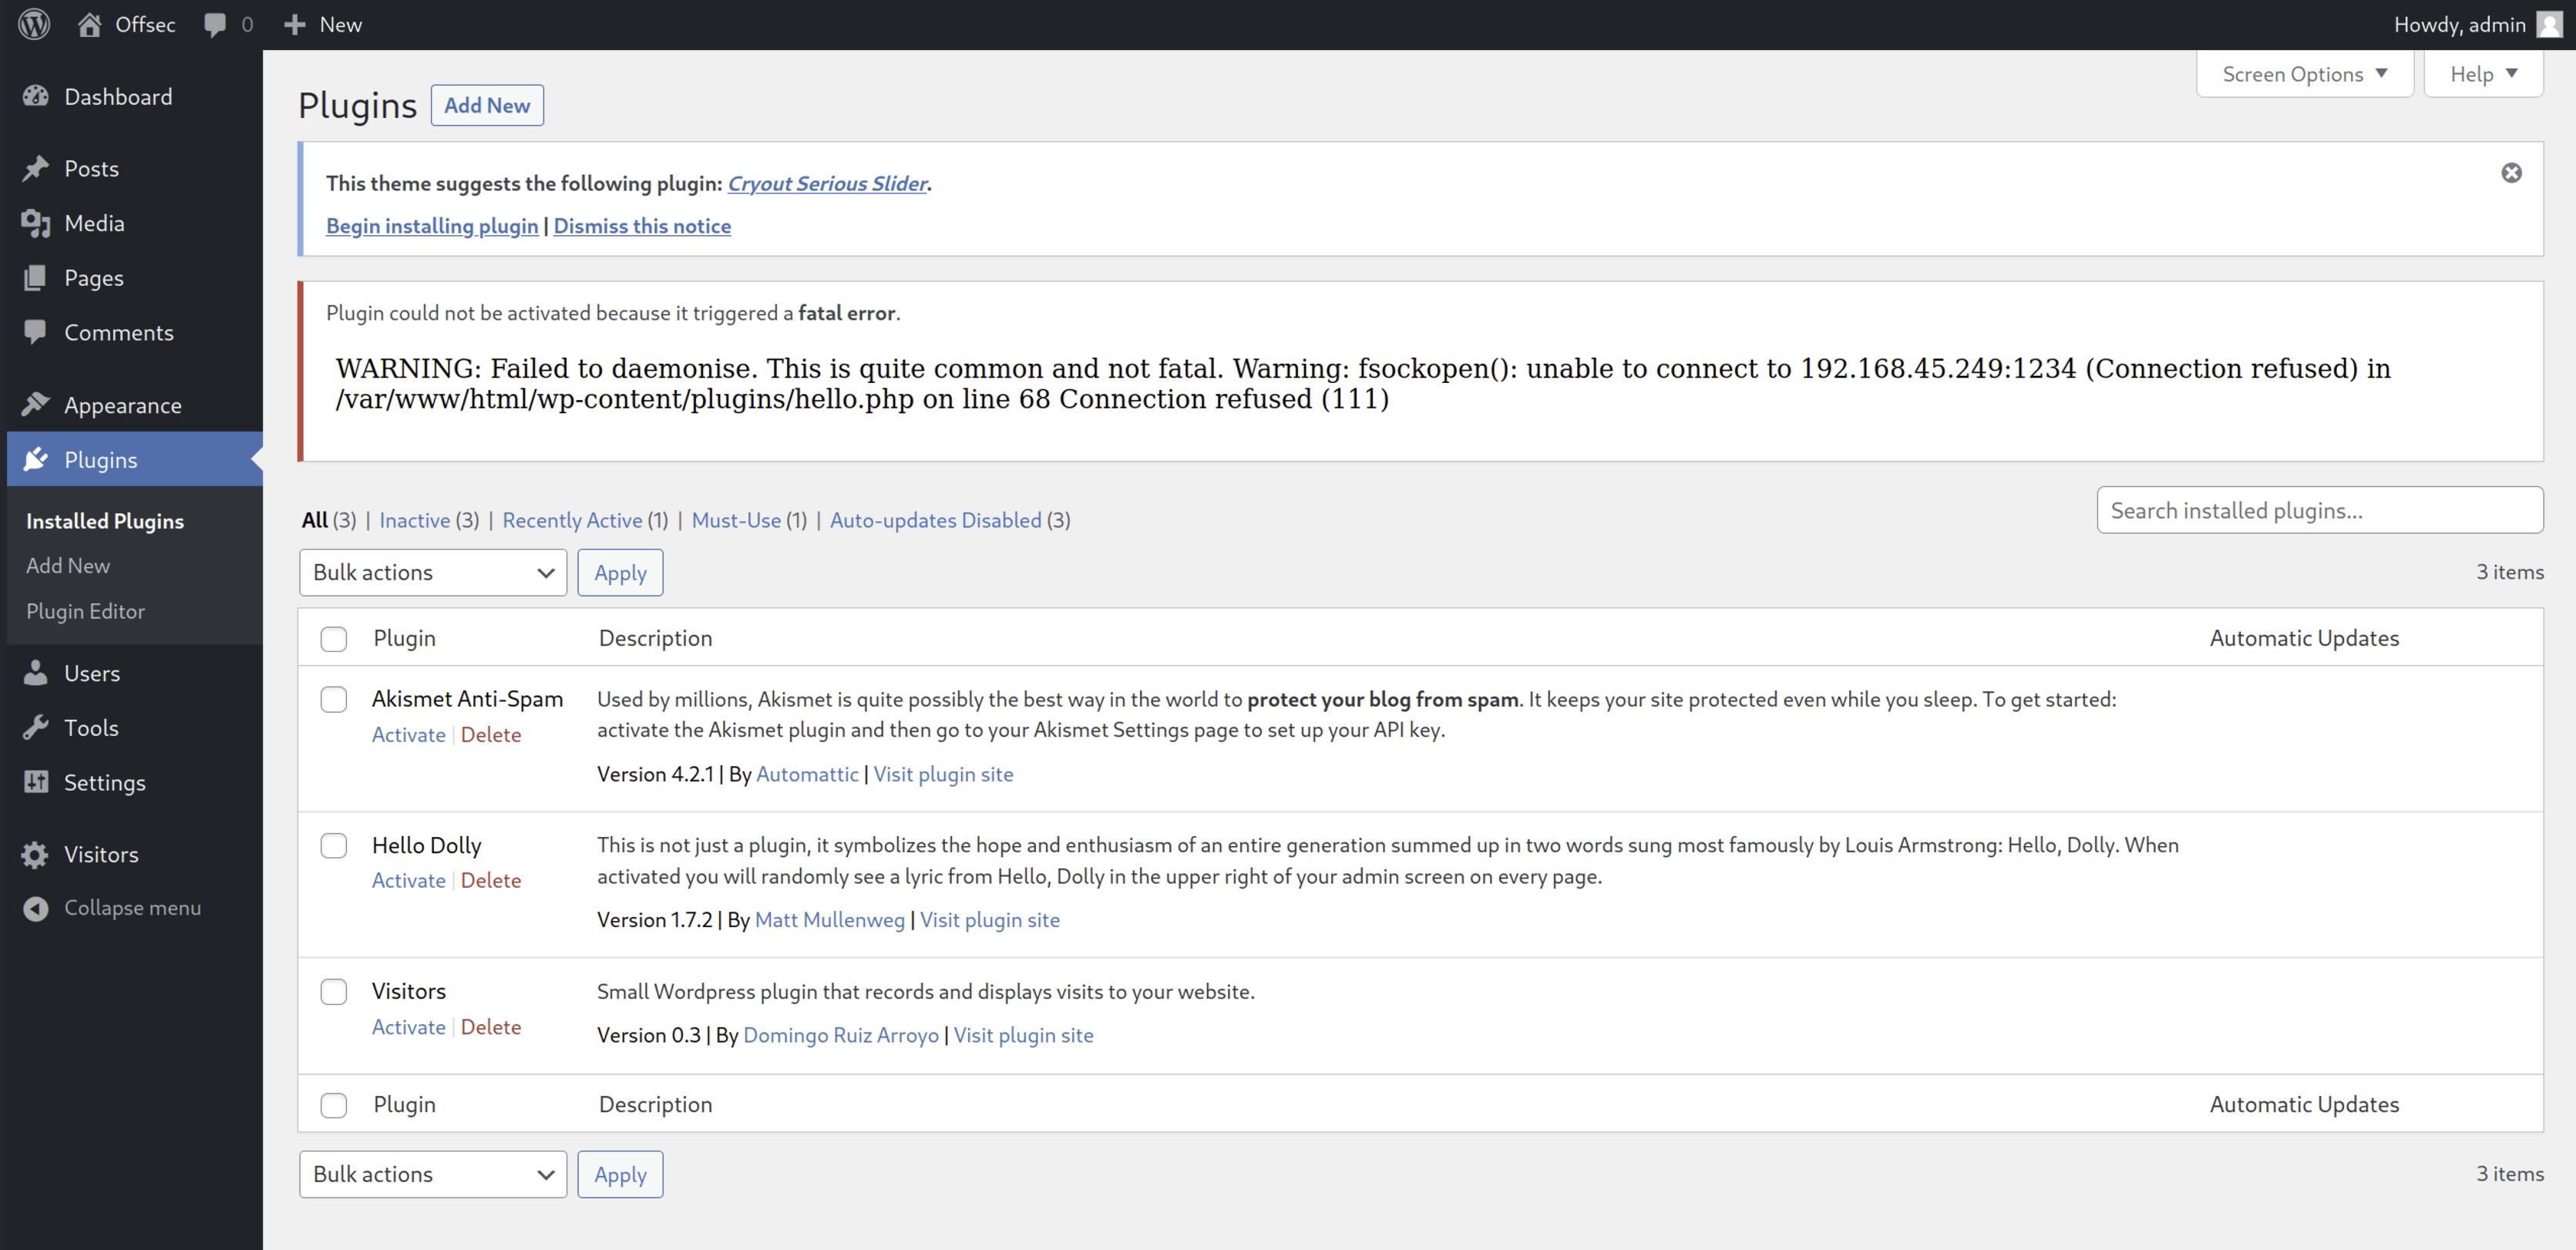 Offsec 0 New Howdy, admin
Dashboard
Posts
Media
Pages
Comments
Appearance
Plugins
Installed Plugins
Add New
Plugin Editor
Users
Tools
Settings
Visitors
Collapse menu
Screen Options Help
Plugins Add New
This theme suggests the following plugin: Cryout Serious Slider.
Begin installing plugin | Dismiss this notice
Plugin could not be activated because it triggered a fatal error.
WARNING: Failed to daemonise. This is quite common and not fatal. Warning: fsockopen(): unable to connect to 192.168.45.249:1234 (Connection refused) in
/var/www/html/wp-content/plugins/hello.php on line 68 Connection refused (111)
All (3) | Inactive (3) | Recently Active (1) | Must-Use (1) | Auto-updates Disabled (3)
Search installed plugins...
Bulk actions Apply 3 items
Plugin Description Automatic Updates
Akismet Anti-Spam
Activate | Delete
Used by millions, Akismet is quite possibly the best way in the world to protect your blog from spam. It keeps your site protected even while you sleep. To get started:
activate the Akismet plugin and then go to your Akismet Settings page to set up your API key.
Version 4.2.1 | By Automattic | Visit plugin site
Hello Dolly
Activate | Delete
This is not just a plugin, it symbolizes the hope and enthusiasm of an entire generation summed up in two words sung most famously by Louis Armstrong: Hello, Dolly. When
activated you will randomly see a lyric from Hello, Dolly in the upper right of your admin screen on every page.
Version 1.7.2 | By Matt Mullenweg | Visit plugin site
Visitors
Activate | Delete
Small Wordpress plugin that records and displays visits to your website.
Version 0.3 | By Domingo Ruiz Arroyo | Visit plugin site
Plugin Description Automatic Updates
Bulk actions Apply 3 items